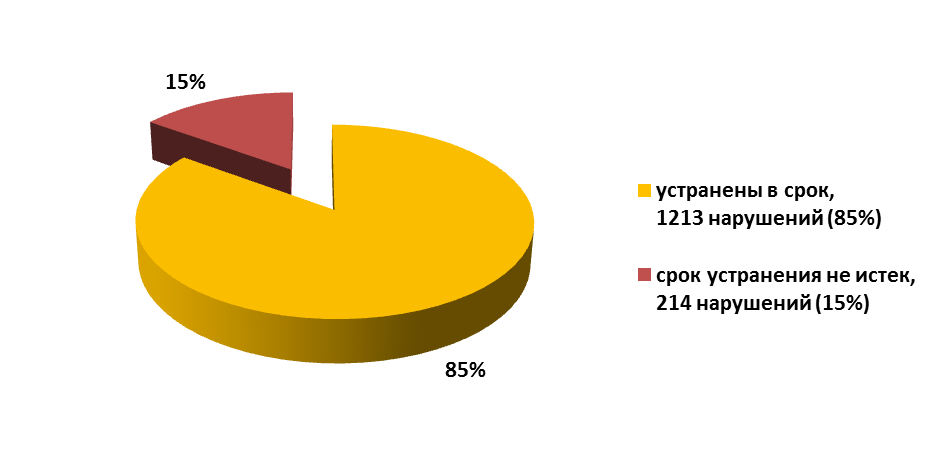 15%
устранены в срок,
1213 нарушений (85%)
срок устранения не истек,
214 нарушений (15%)
85%